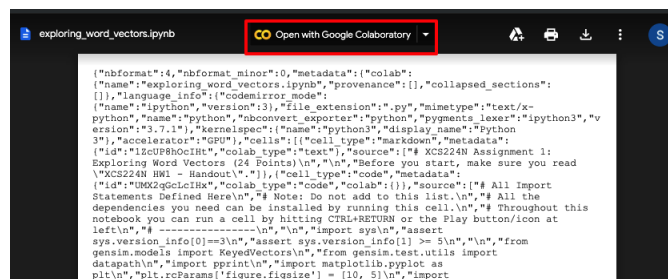 exploring_word_vectors.ipynb
Open with Google Colaboratory
S
{"nbformat":4,"nbformat_minor":0,"metadata":{"colab":
{"name":"exploring_word_vectors.ipynb","provenance":[],"collapsed_sections":
[]},"language_info":{"codemirror_mode":
{"name":"ipython","version":3},"file_extension":".py","mimetype":"text/x-
python","name":"python","nbconvert_exporter":"python","pygments_lexer":"ipython3","v
ersion":"3.7.1"},"kernelspec":{"name":"python3","display_name":"Python
3"},"accelerator":"GPU"},"cells":[{"cell_type":"markdown","metadata":
{"id":"1ZcUP8hOcIHt","colab_type":"text"},"source":["# XCS224N Assignment 1:
Exploring Word Vectors (24 Points)\n","\n","Before you start, make sure you read
\"XCS224N HW1 - Handout\"."]},{"cell_type":"code","metadata":
{"id":"UMX2qGcLcIHx","colab_type":"code","colab":{}},"source":["# All Import
Statements Defined Here\n","# Note: Do not add to this list.\n","# All the
dependencies you need can be installed by running this cell.\n","# Throughout this
notebook you can run a cell by hitting CTRL+RETURN or the Play button/icon at
left\n","# ----------------\n","\n","import sys\n","assert
sys.version_info[0]==3\n","assert sys.version_info[1] >= 5\n","\n","from
gensim.models import KeyedVectors\n","from gensim.test.utils import
datapath\n","import pprint\n","import matplotlib.pyplot as
plt\n","plt.rcParams['figure.figsize'] = [10, 5]\n","import